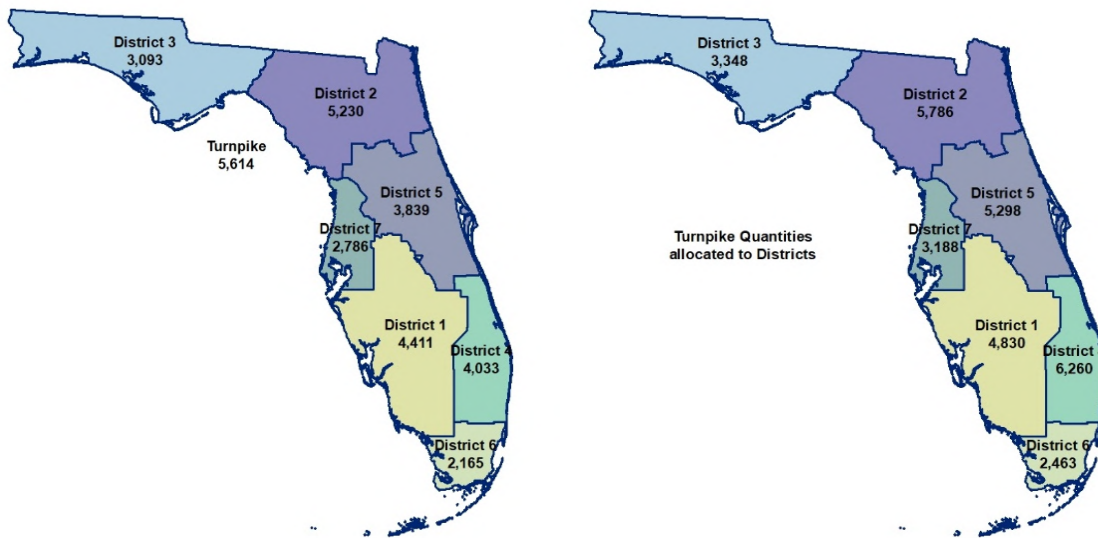 District 3
3,093
District 2
5,230
Turnpike
5,614
District 5
3,839
District 7
2,786
District 1
4,411
District 4
4,033
District 6
2,165
District 3
3,348
District 2
5,786
District 5
5,298
District 7
3,188
Turnpike Quantities
allocated to Districts
District 1
4,830
District
6,260
District 6
2,463